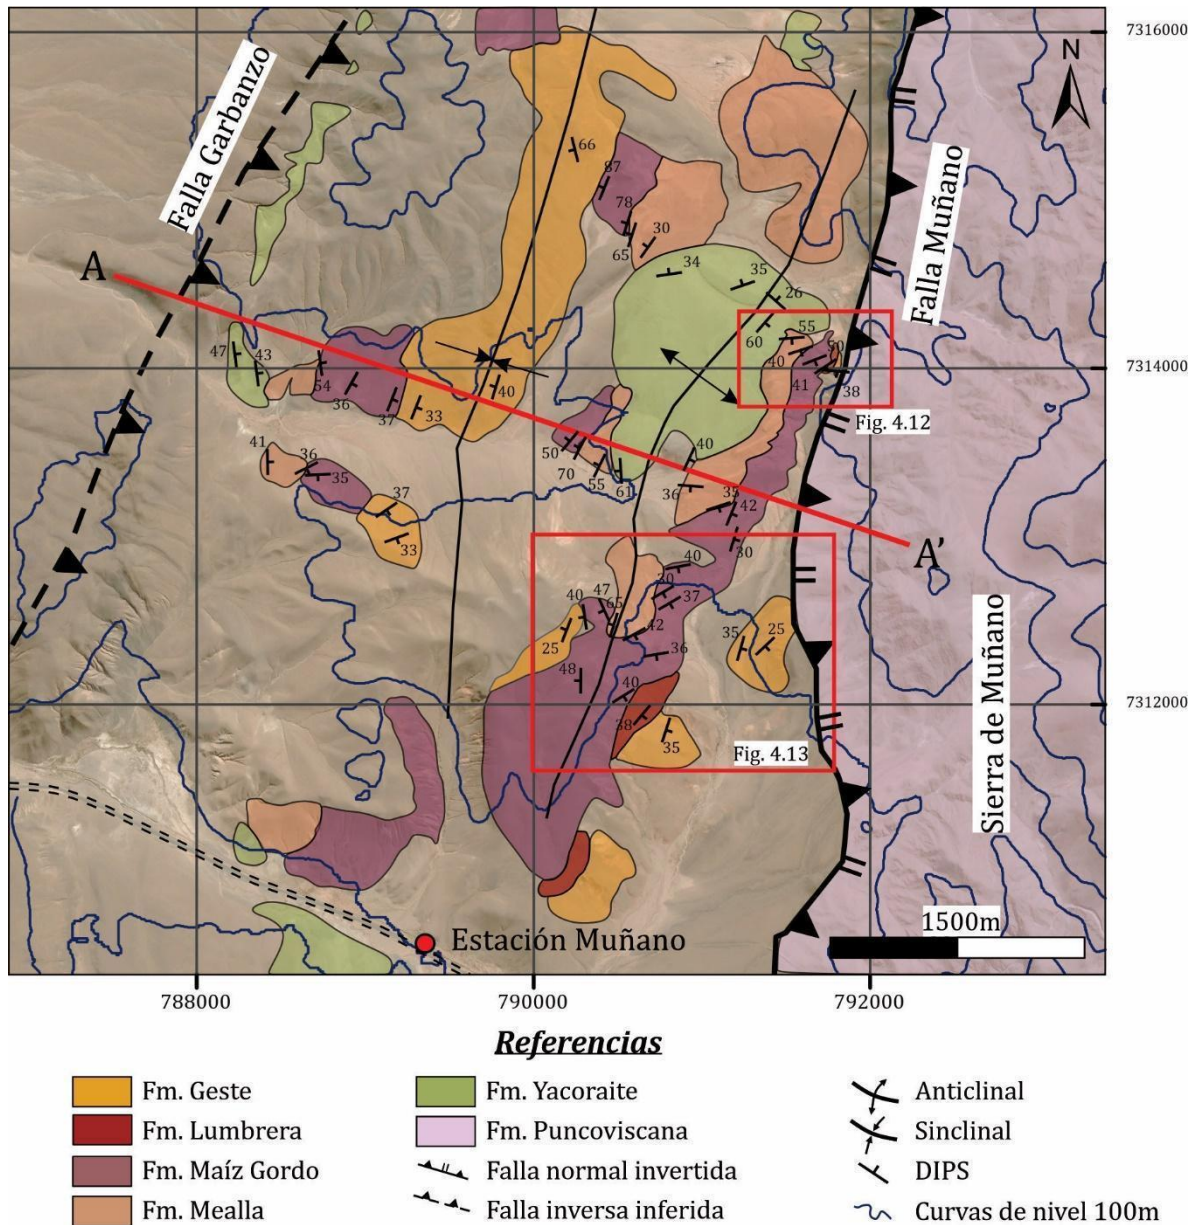 7316000
N
Falla Garbanzo
Falla Muñano
66
87
78
65
30
34
35
26
A
60
55
50
47
43
40
54
36
40
41
38
7314000
37
33
Fig. 4.12
41
36
35
50
70
55
61
40
36
35
42
37
33
30
A'
40
30
47
40
65
37
25
42
36
35
25
48
40
38
35
7312000
Fig. 4.13
Sierra de Muñano
1500m
Estación Muñano
788000
790000
792000
Referencias
Fm. Geste
Fm. Lumbrera
Fm. Maíz Gordo
Fm. Mealla
Fm. Yacoraite
Fm. Puncoviscana
Falla normal invertida
Falla inversa inferida
Anticlinal
Sinclinal
DIPS
Curvas de nivel 100m